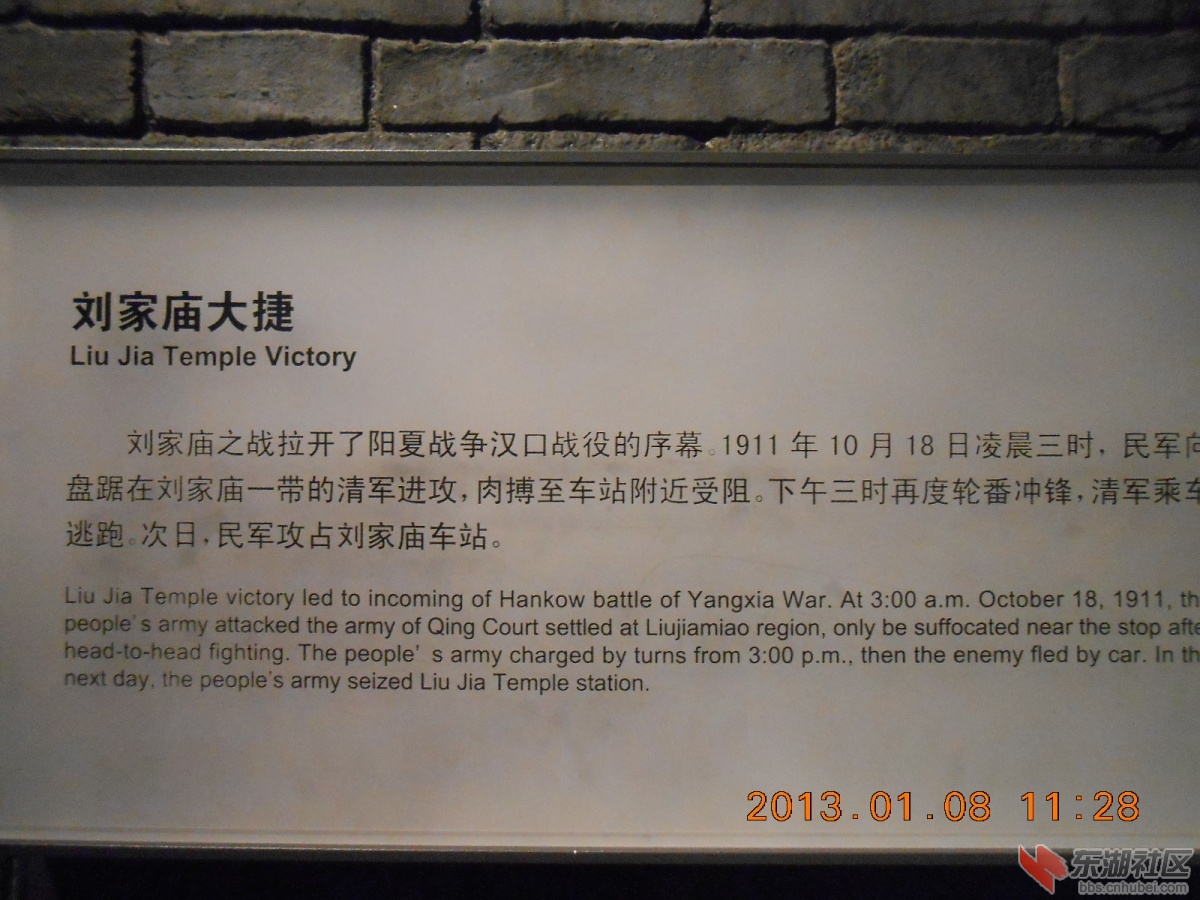 刘家庙大捷
Liu Jia Temple Victory
刘家庙之战拉开了阳夏战争汉口战役的序幕。1911 年 10 月 18 日凌晨三时，民军向
盘踞在刘家庙一带的清军进攻，肉搏至车站附近受阻。下午三时再度轮番冲锋，清军乘车
逃跑。次日，民军攻占刘家庙车站。
Liu Jia Temple victory led to incoming of Hankow battle of Yangxia War. At 3:00 a.m. October 18, 1911, th
people's army attacked the army of Qing Court settled at Liujiamiao region, only be suffocated near the stop afte
head-to-head fighting. The people' s army charged by turns from 3:00 p.m., then the enemy fled by car. In th
next day, the people's army seized Liu Jia Temple station.
2013.01.08 11:28
东湖社区
bbs.cnhubei.com